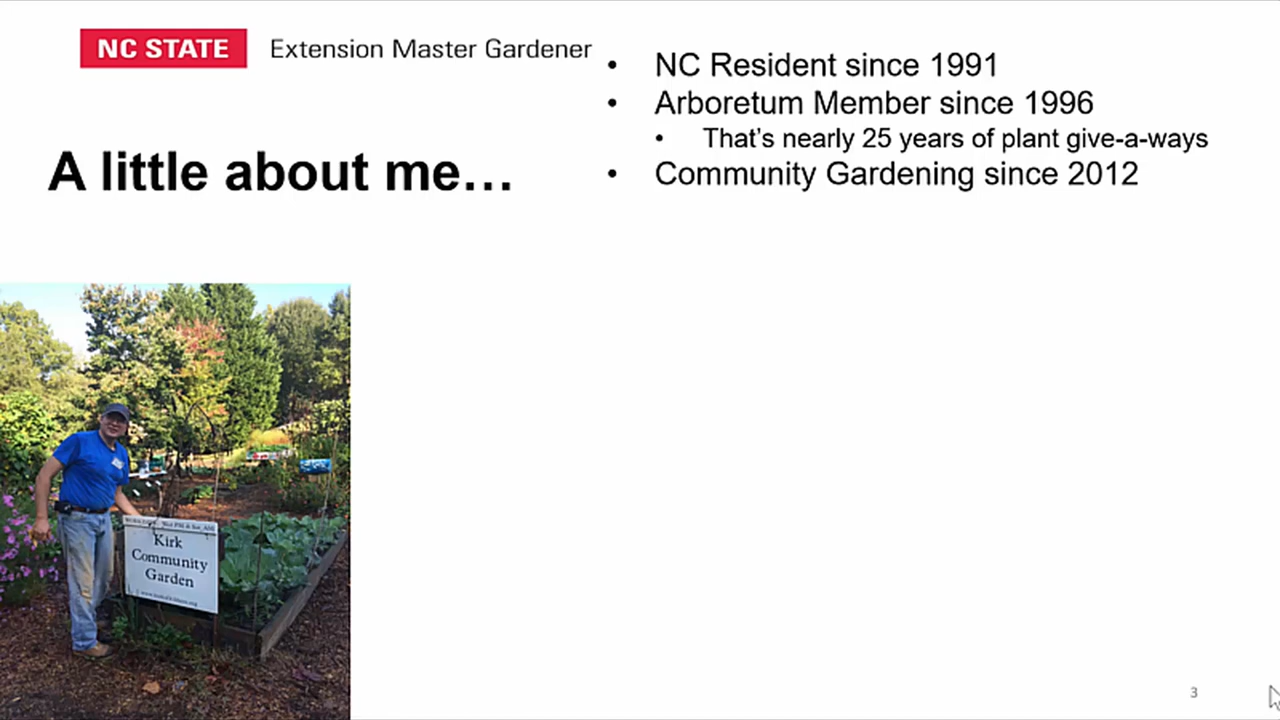 NC STATE Extension Master Gardener
A little about me...
• NC Resident since 1991
• Arboretum Member since 1996
• That's nearly 25 years of plant give-a-ways
• Community Gardening since 2012
Kirk
Community
Garden
3